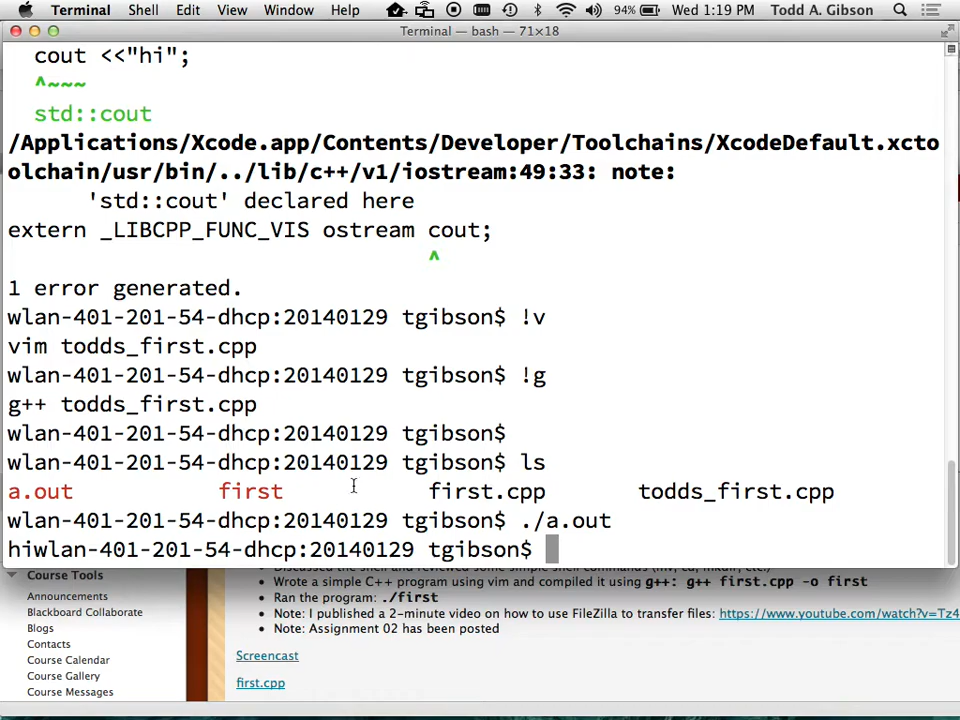 Terminal Shell Edit View Window Help 94% Wed 1:19 PM Todd A. Gibson
Terminal — bash — 71×18
cout <<"hi";
^~~~
std::cout
/Applications/Xcode.app/Contents/Developer/Toolchains/XcodeDefault.xcto
olchain/usr/bin/../lib/c++/v1/iostream:49:33: note:
'std::cout' declared here
extern _LIBCPP_FUNC_VIS ostream cout;
^
1 error generated.
wlan-401-201-54-dhcp:20140129 tgibson$ !v
vim todds_first.cpp
wlan-401-201-54-dhcp:20140129 tgibson$ !g
g++ todds_first.cpp
wlan-401-201-54-dhcp:20140129 tgibson$
wlan-401-201-54-dhcp:20140129 tgibson$ ls
a.out first first.cpp todds_first.cpp
wlan-401-201-54-dhcp:20140129 tgibson$ ./a.out
hiwlan-401-201-54-dhcp:20140129 tgibson$
Course Tools
Announcements
Blackboard Collaborate
Blogs
Contacts
Course Calendar
Course Gallery
Course Messages
Wrote a simple C++ program using vim and compiled it using g++: g++ first.cpp -o first
Ran the program: ./first
Note: I published a 2-minute video on how to use FileZilla to transfer files: https://www.youtube.com/watch?v=Tz4
Note: Assignment 02 has been posted
Screencast
first.cpp